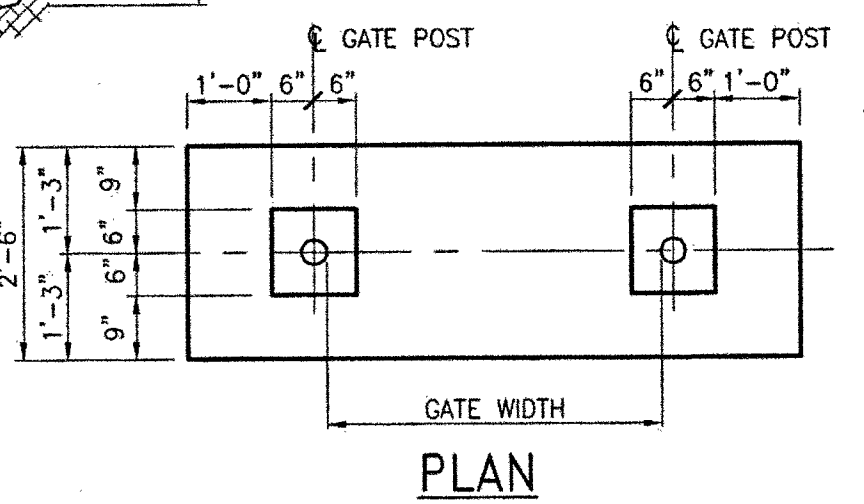 ℄ GATE POST
℄ GATE POST
1'-0" 6" 6"
6" 6" 1'-0"
2'-6"
1'-3"
1'-3"
9"
6"
6"
9"
GATE WIDTH
PLAN